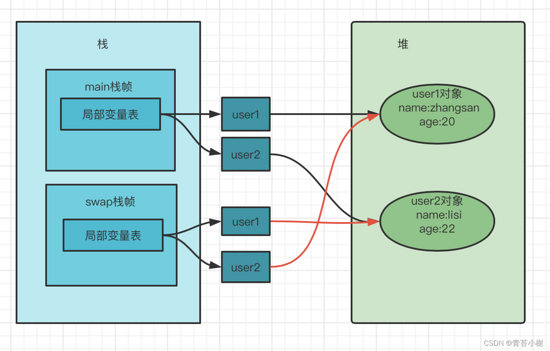 栈
堆
main栈帧
局部变量表
user1
user2
user1对象
name:zhangsan
age:20
swap栈帧
局部变量表
user1
user2
user2对象
name:lisi
age:22
CSDN @青苔小榭